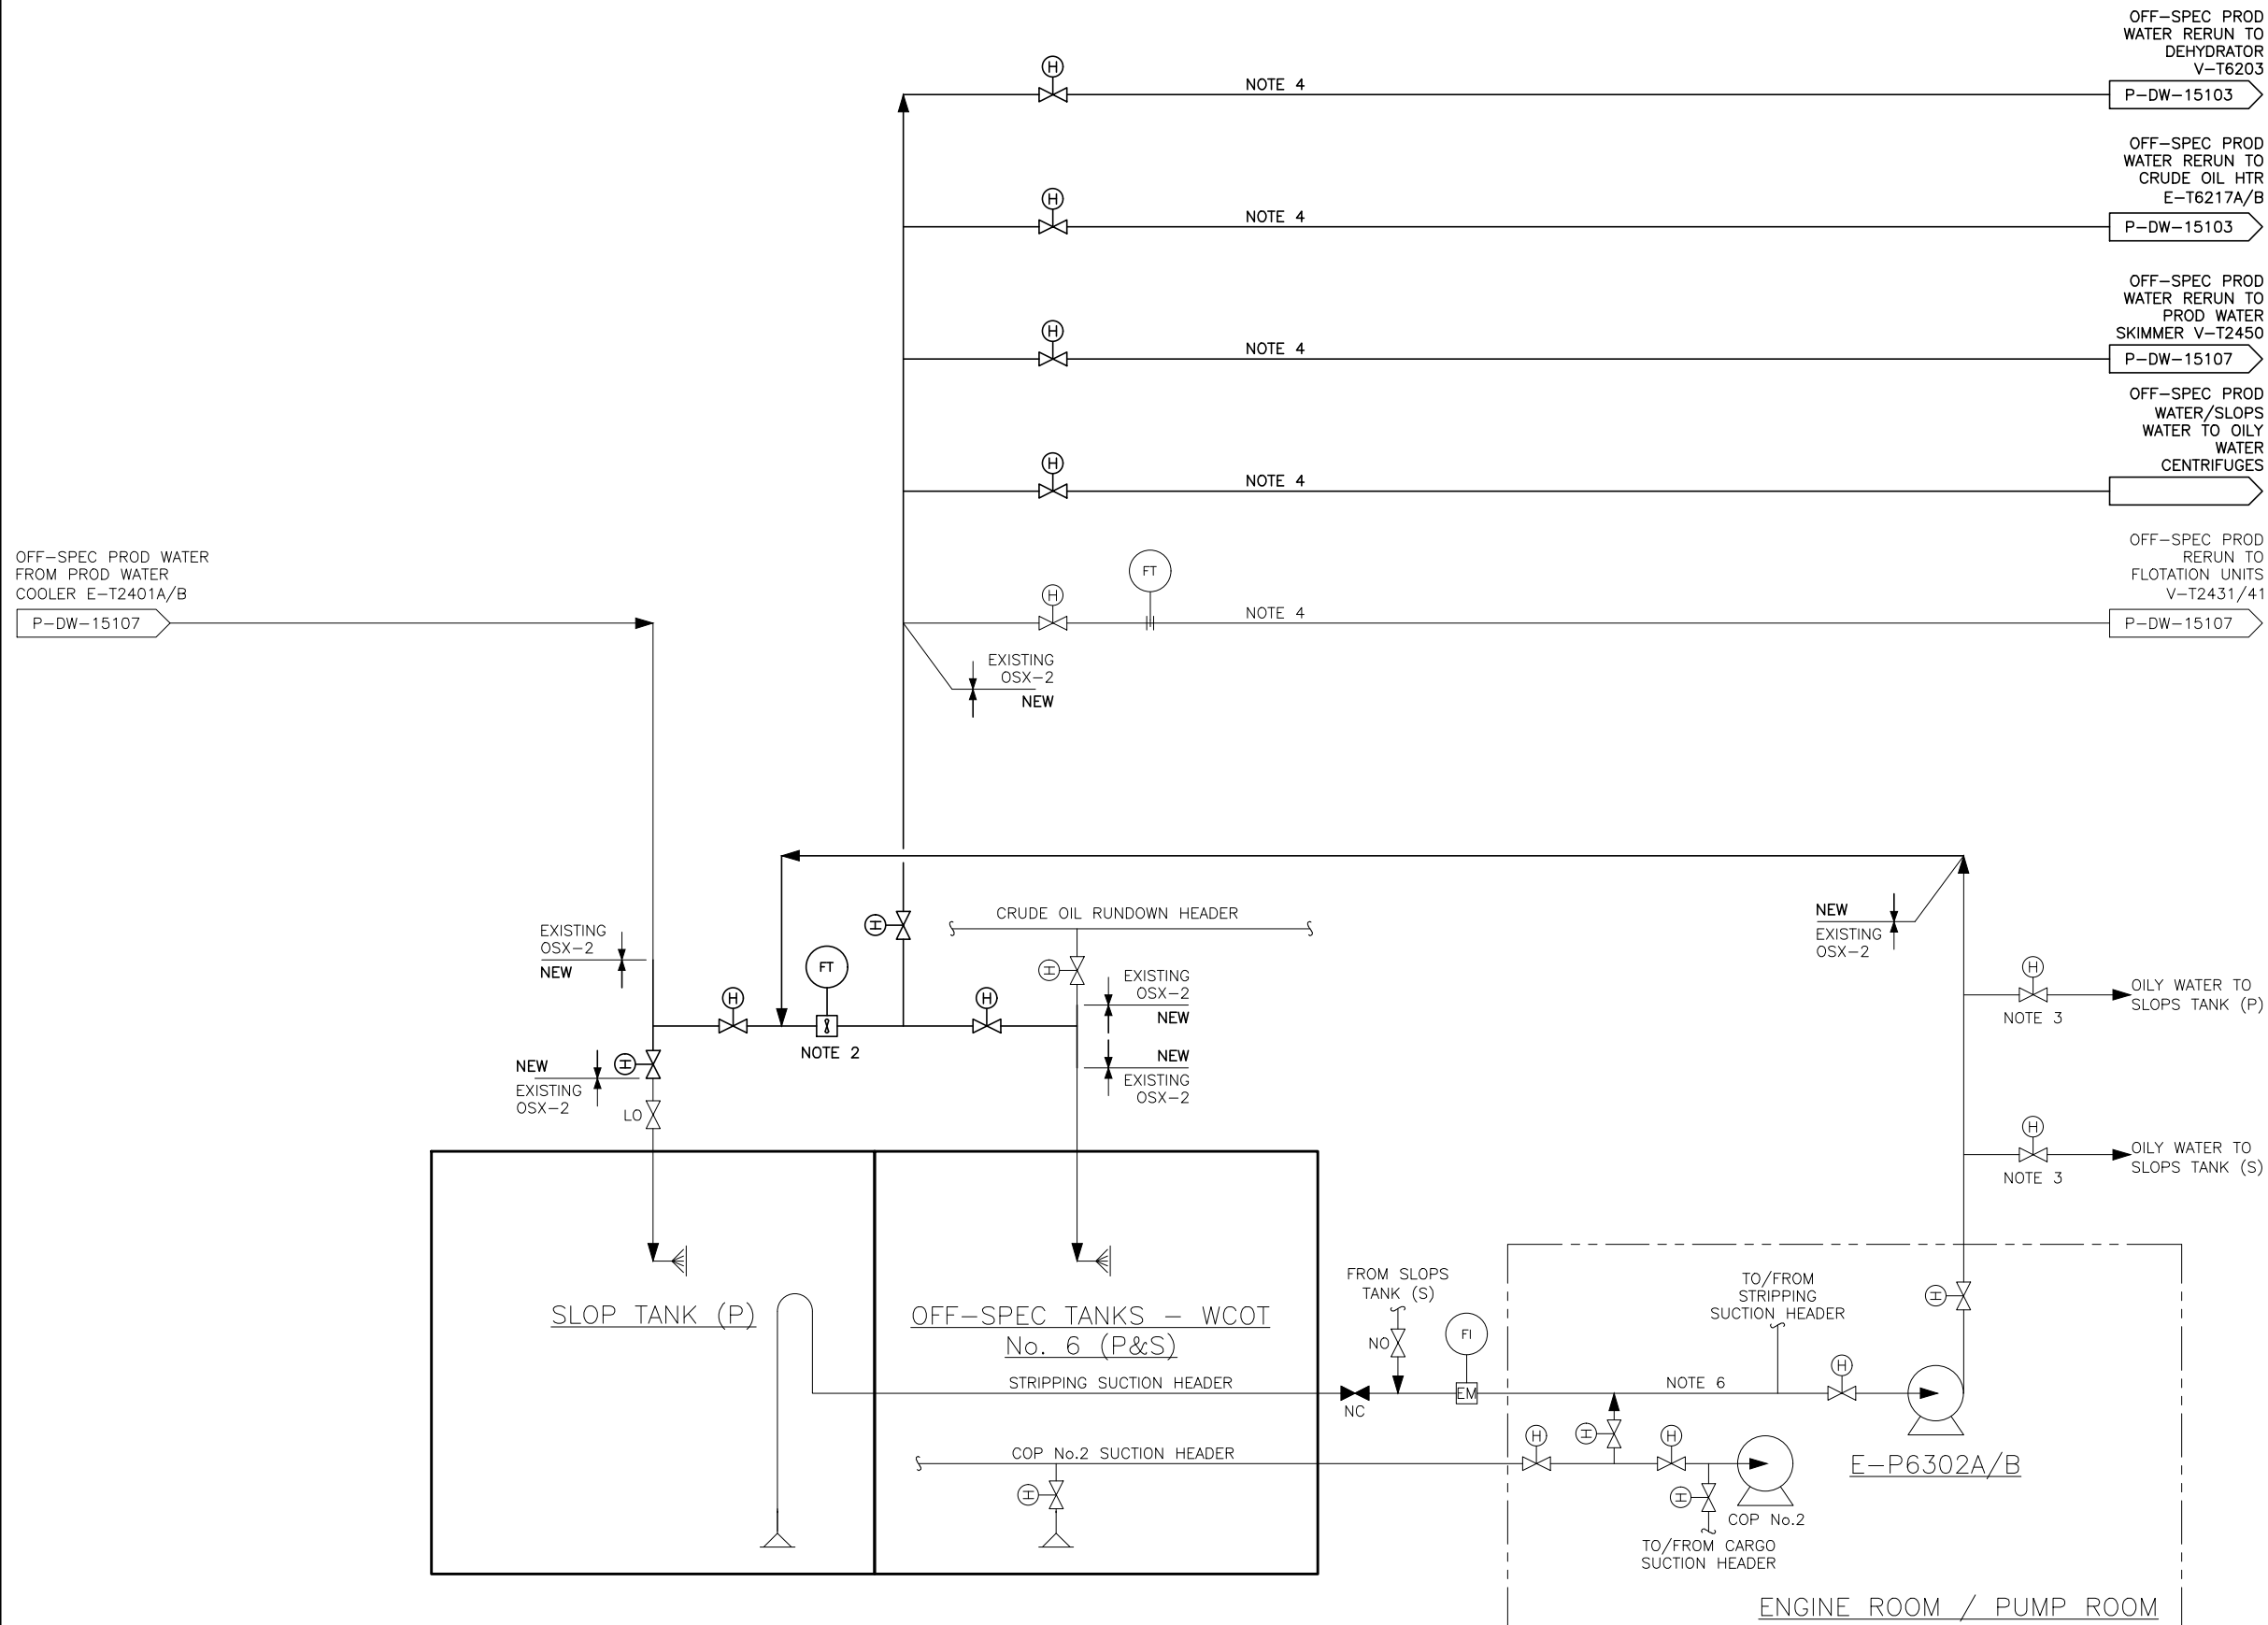 OFF-SPEC PROD
WATER RERUN TO
DEHYDRATOR
V-T6203
H
NOTE 4
P-DW-15103
OFF-SPEC PROD
WATER RERUN TO
CRUDE OIL HTR
E-T6217A/B
H
NOTE 4
P-DW-15103
OFF-SPEC PROD
WATER RERUN TO
PROD WATER
SKIMMER V-T2450
H
NOTE 4
P-DW-15107
OFF-SPEC PROD
WATER/SLOPS
WATER TO OILY
WATER
CENTRIFUGES
H
NOTE 4
OFF-SPEC PROD
RERUN TO
FLOTATION UNITS
V-T2431/41
H
FT
NOTE 4
P-DW-15107
OFF-SPEC PROD WATER
FROM PROD WATER
COOLER E-T2401A/B
P-DW-15107
EXISTING
OSX-2
NEW
NEW
EXISTING
OSX-2
CRUDE OIL RUNDOWN HEADER
H
EXISTING
OSX-2
NEW
H
FT
NOTE 2
H
H
EXISTING
OSX-2
NEW
NEW
EXISTING
OSX-2
NEW
EXISTING
OSX-2
H
LO
H
NOTE 3
OILY WATER TO
SLOPS TANK (P)
H
NOTE 3
OILY WATER TO
SLOPS TANK (S)
SLOP TANK (P)
OFF-SPEC TANKS - WCOT
No. 6 (P&S)
STRIPPING SUCTION HEADER
COP No.2 SUCTION HEADER
H
FROM SLOPS
TANK (S)
NO
FI
EM
NC
TO/FROM
STRIPPING
SUCTION HEADER
NOTE 6
H
H
E-P6302A/B
H
H
H
H
COP No.2
TO/FROM CARGO
SUCTION HEADER
ENGINE ROOM / PUMP ROOM